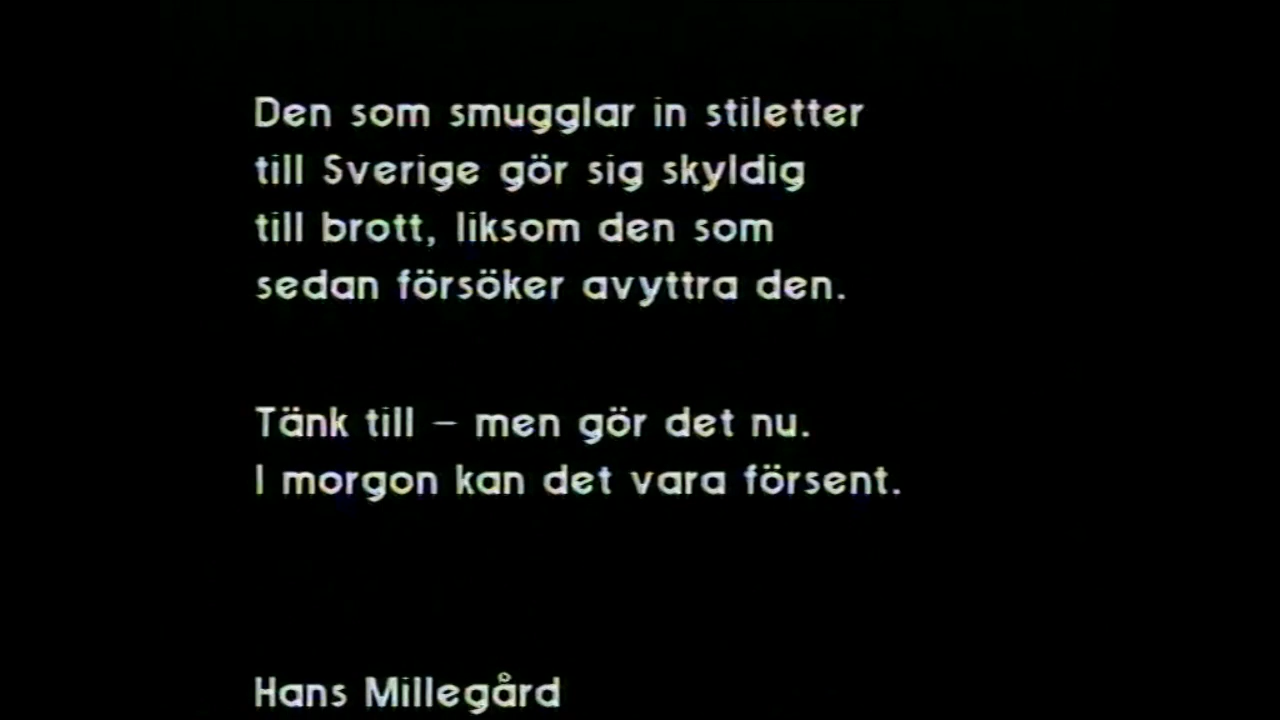 Den som smugglar in stiletter
till Sverige gör sig skyldig
till brott, liksom den som
sedan försöker avyttra den.
Tänk till – men gör det nu.
I morgon kan det vara försent.
Hans Millegård